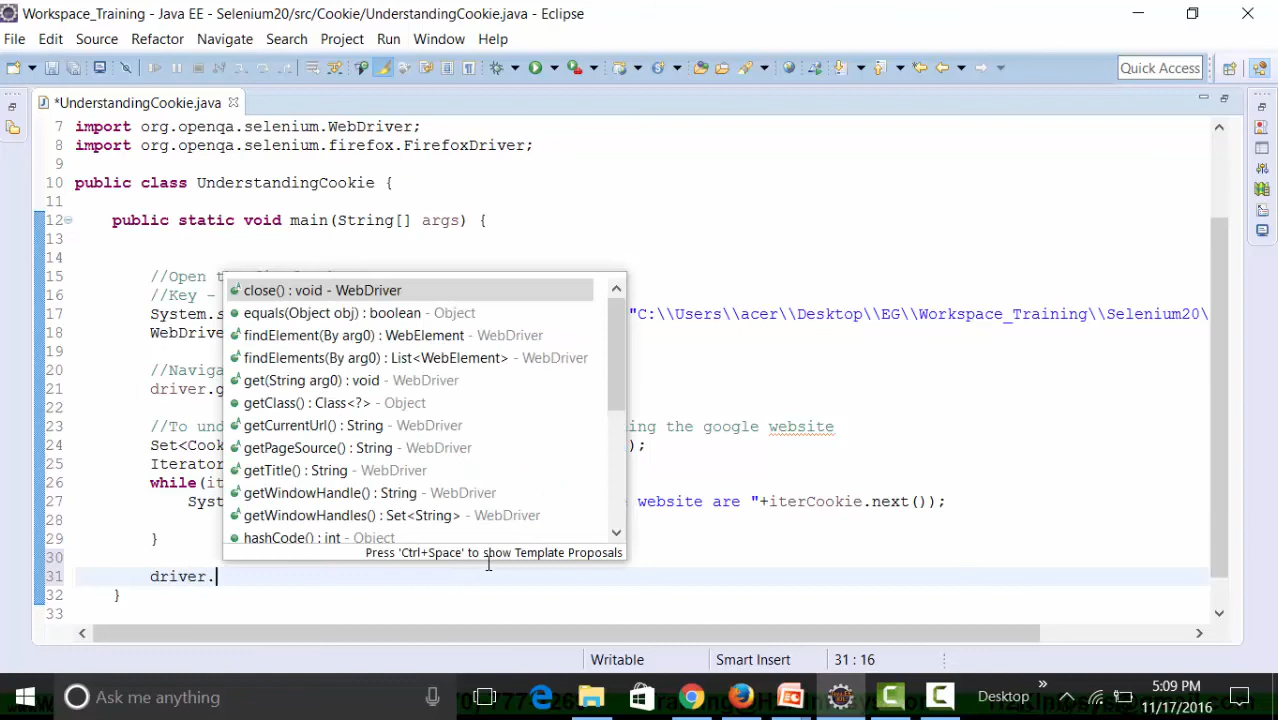 Workspace_Training - Java EE - Selenium20/src/Cookie/UnderstandingCookie.java - Eclipse
File Edit Source Refactor Navigate Search Project Run Window Help
Quick Access
*UnderstandingCookie.java
7 import org.openqa.selenium.WebDriver;
8 import org.openqa.selenium.firefox.FirefoxDriver;
9
10 public class UnderstandingCookie {
11
12 public static void main(String[] args) {
13
14
15 //Open t
16 //Key -
17 System.s "C:\\Users\\acer\\Desktop\\EG\\Workspace_Training\\Selenium20\
18 WebDriv
19
20 //Naviga
21 driver.g
22
23 //To und ing the google website
24 Set<Cook );
25 Iterator
26 while(it
27 Syst website are "+iterCookie.next());
28
29 }
30
31 driver.
32 }
33
close() : void - WebDriver
equals(Object obj) : boolean - Object
findElement(By arg0) : WebElement - WebDriver
findElements(By arg0) : List<WebElement> - WebDriver
get(String arg0) : void - WebDriver
getClass() : Class<?> - Object
getCurrentUrl() : String - WebDriver
getPageSource() : String - WebDriver
getTitle() : String - WebDriver
getWindowHandle() : String - WebDriver
getWindowHandles() : Set<String> - WebDriver
hashCode() : int - Object
Press 'Ctrl+Space' to show Template Proposals
Writable Smart Insert 31 : 16
Ask me anything
Desktop
5:09 PM
11/17/2016